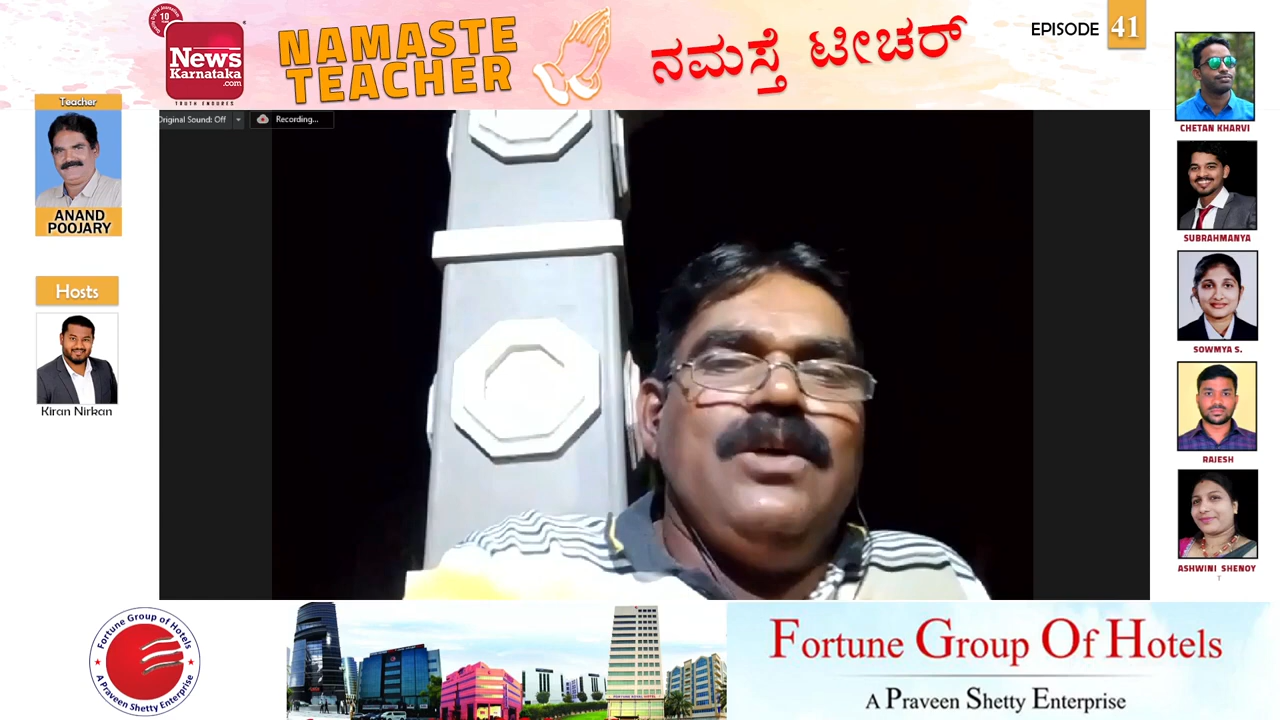 10
News
Karnataka
.com
TRUTH ENDURES
NAMASTE
TEACHER
ನಮಸ್ತೆ ಟೀಚರ್
EPISODE 41
Teacher
ANAND
POOJARY
Hosts
Kiran Nirkan
Original Sound: Off
Recording...
CHETAN KHARVI
SUBRAHMANYA
SOWMYA S.
RAJESH
ASHWINI SHENOY
T
Fortune Group of Hotels
A Praveen Shetty Enterprise
Fortune Group Of Hotels
A Praveen Shetty Enterprise